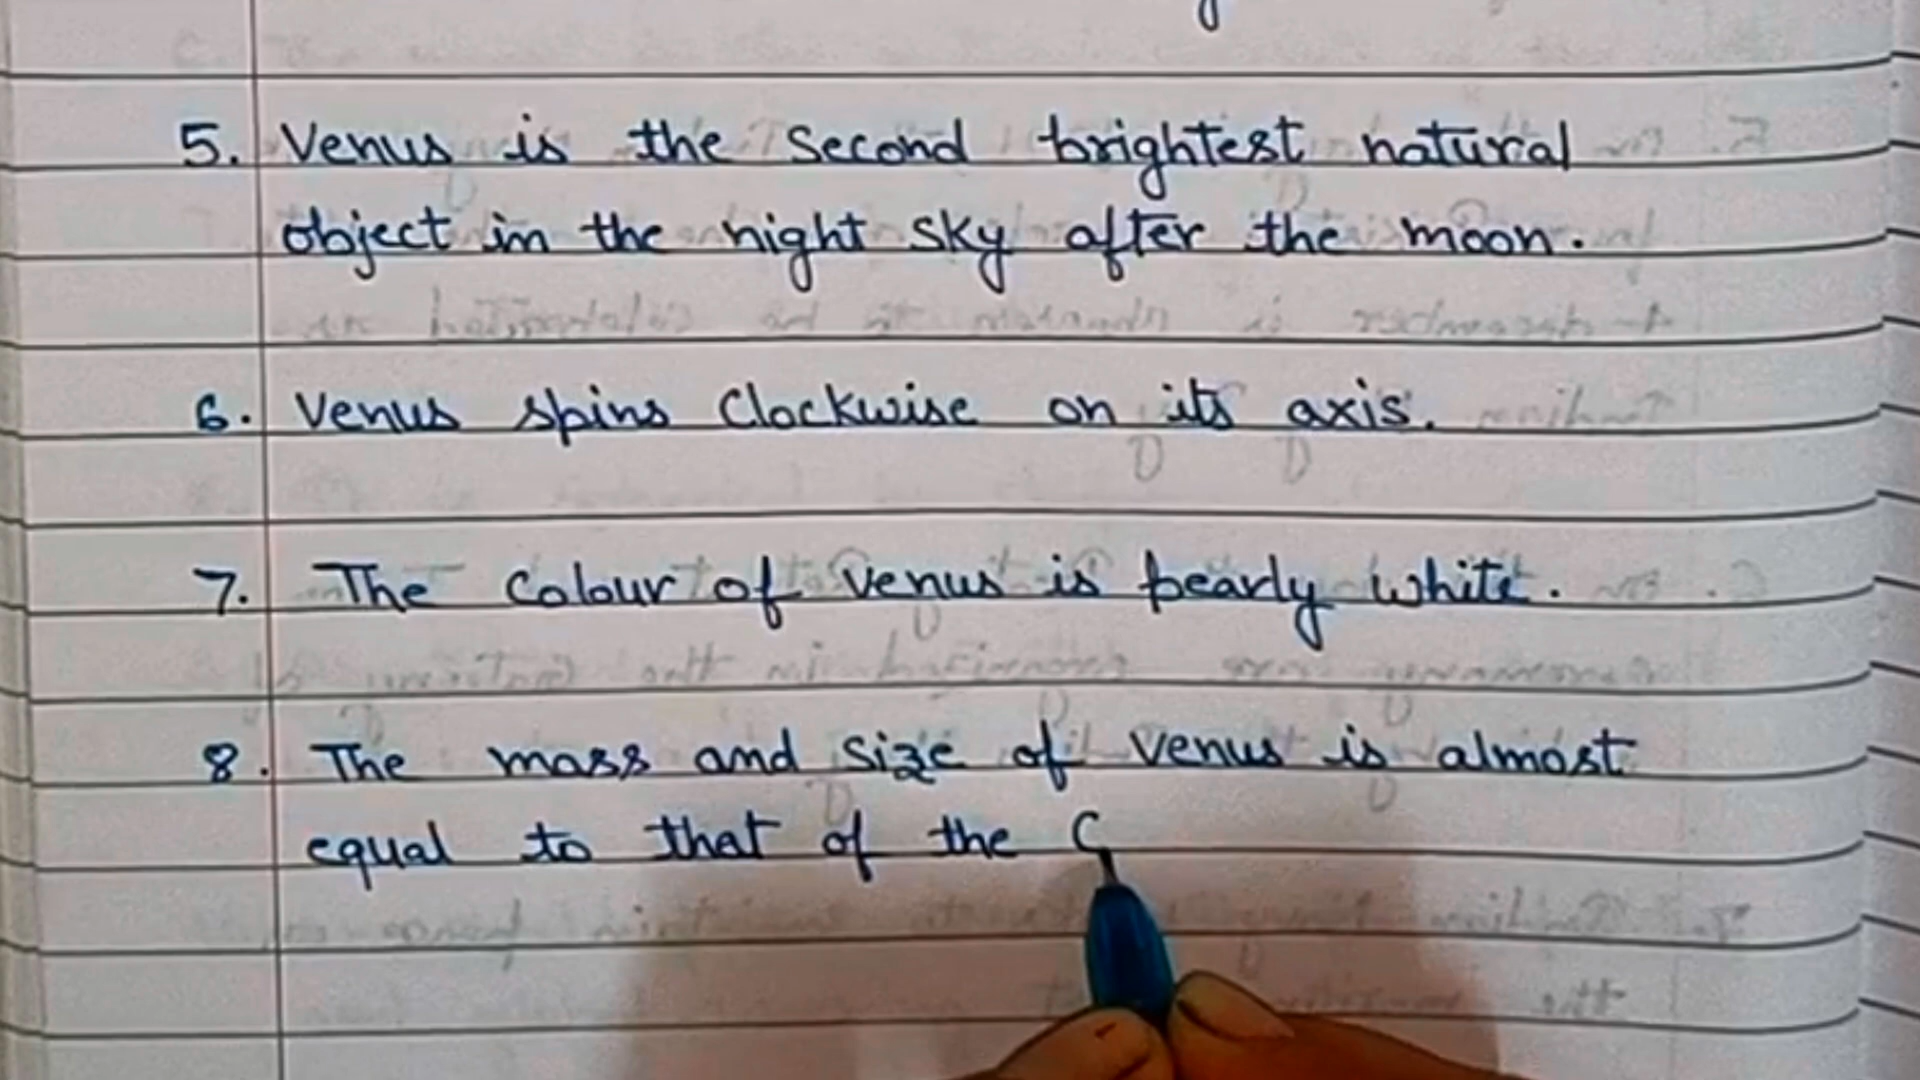 5. Venus is the Second brightest natural
object in the night sky after the moon.
6. Venus spins Clockwise on its axis.
7. The Colour of Venus is pearly white.
8. The mass and size of Venus is almost
equal to that of the